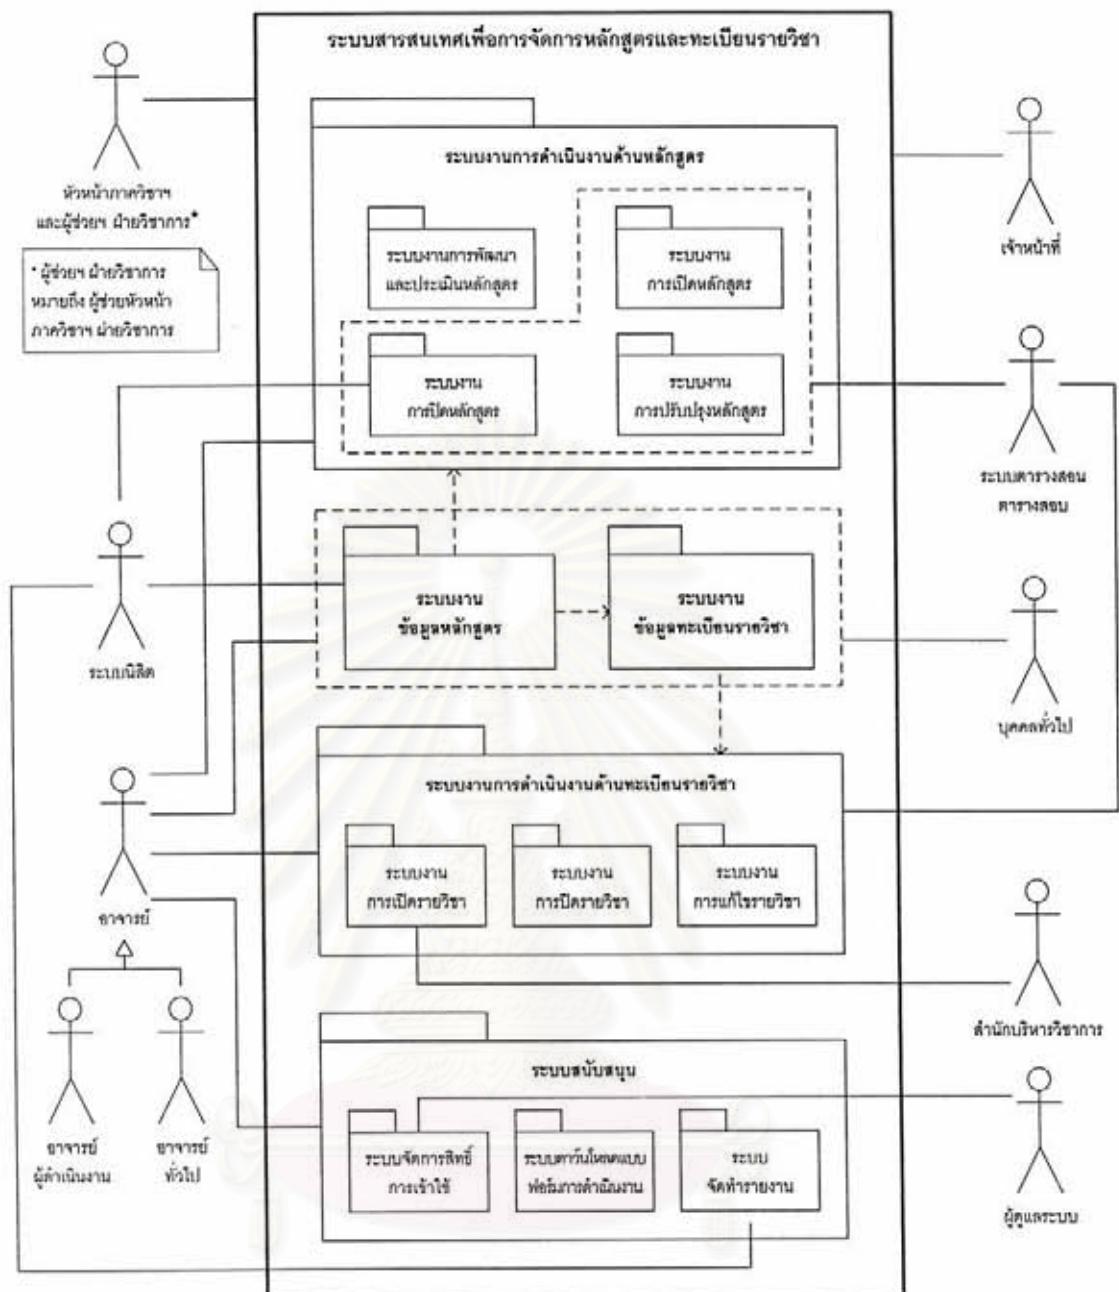 ระบบสารสนเทศเพื่อการจัดการหลักสูตรและทะเบียนรายวิชา
หัวหน้าภาควิชาฯ
และผู้ช่วยฯ ฝ่ายวิชาการ*
* ผู้ช่วยฯ ฝ่ายวิชาการ
หมายถึง ผู้ช่วยหัวหน้า
ภาควิชาฯ ฝ่ายวิชาการ
ระบบงานการดำเนินงานด้านหลักสูตร
ระบบงานการพัฒนา
และประเมินหลักสูตร
ระบบงาน
การเปิดหลักสูตร
ระบบงาน
การปิดหลักสูตร
ระบบงาน
การปรับปรุงหลักสูตร
เจ้าหน้าที่
ระบบตารางสอน
ตารางสอบ
ระบบนิสิต
ระบบงาน
ข้อมูลหลักสูตร
ระบบงาน
ข้อมูลทะเบียนรายวิชา
บุคคลทั่วไป
ระบบงานการดำเนินงานด้านทะเบียนรายวิชา
ระบบงาน
การเปิดรายวิชา
ระบบงาน
การปิดรายวิชา
ระบบงาน
การแก้ไขรายวิชา
อาจารย์
อาจารย์
ผู้ดำเนินงาน
อาจารย์
ทั่วไป
สำนักบริหารวิชาการ
ระบบสนับสนุน
ระบบจัดการสิทธิ์
การเข้าใช้
ระบบดาวน์โหลดแบบ
ฟอร์มการดำเนินงาน
ระบบ
จัดทำรายงาน
ผู้ดูแลระบบ